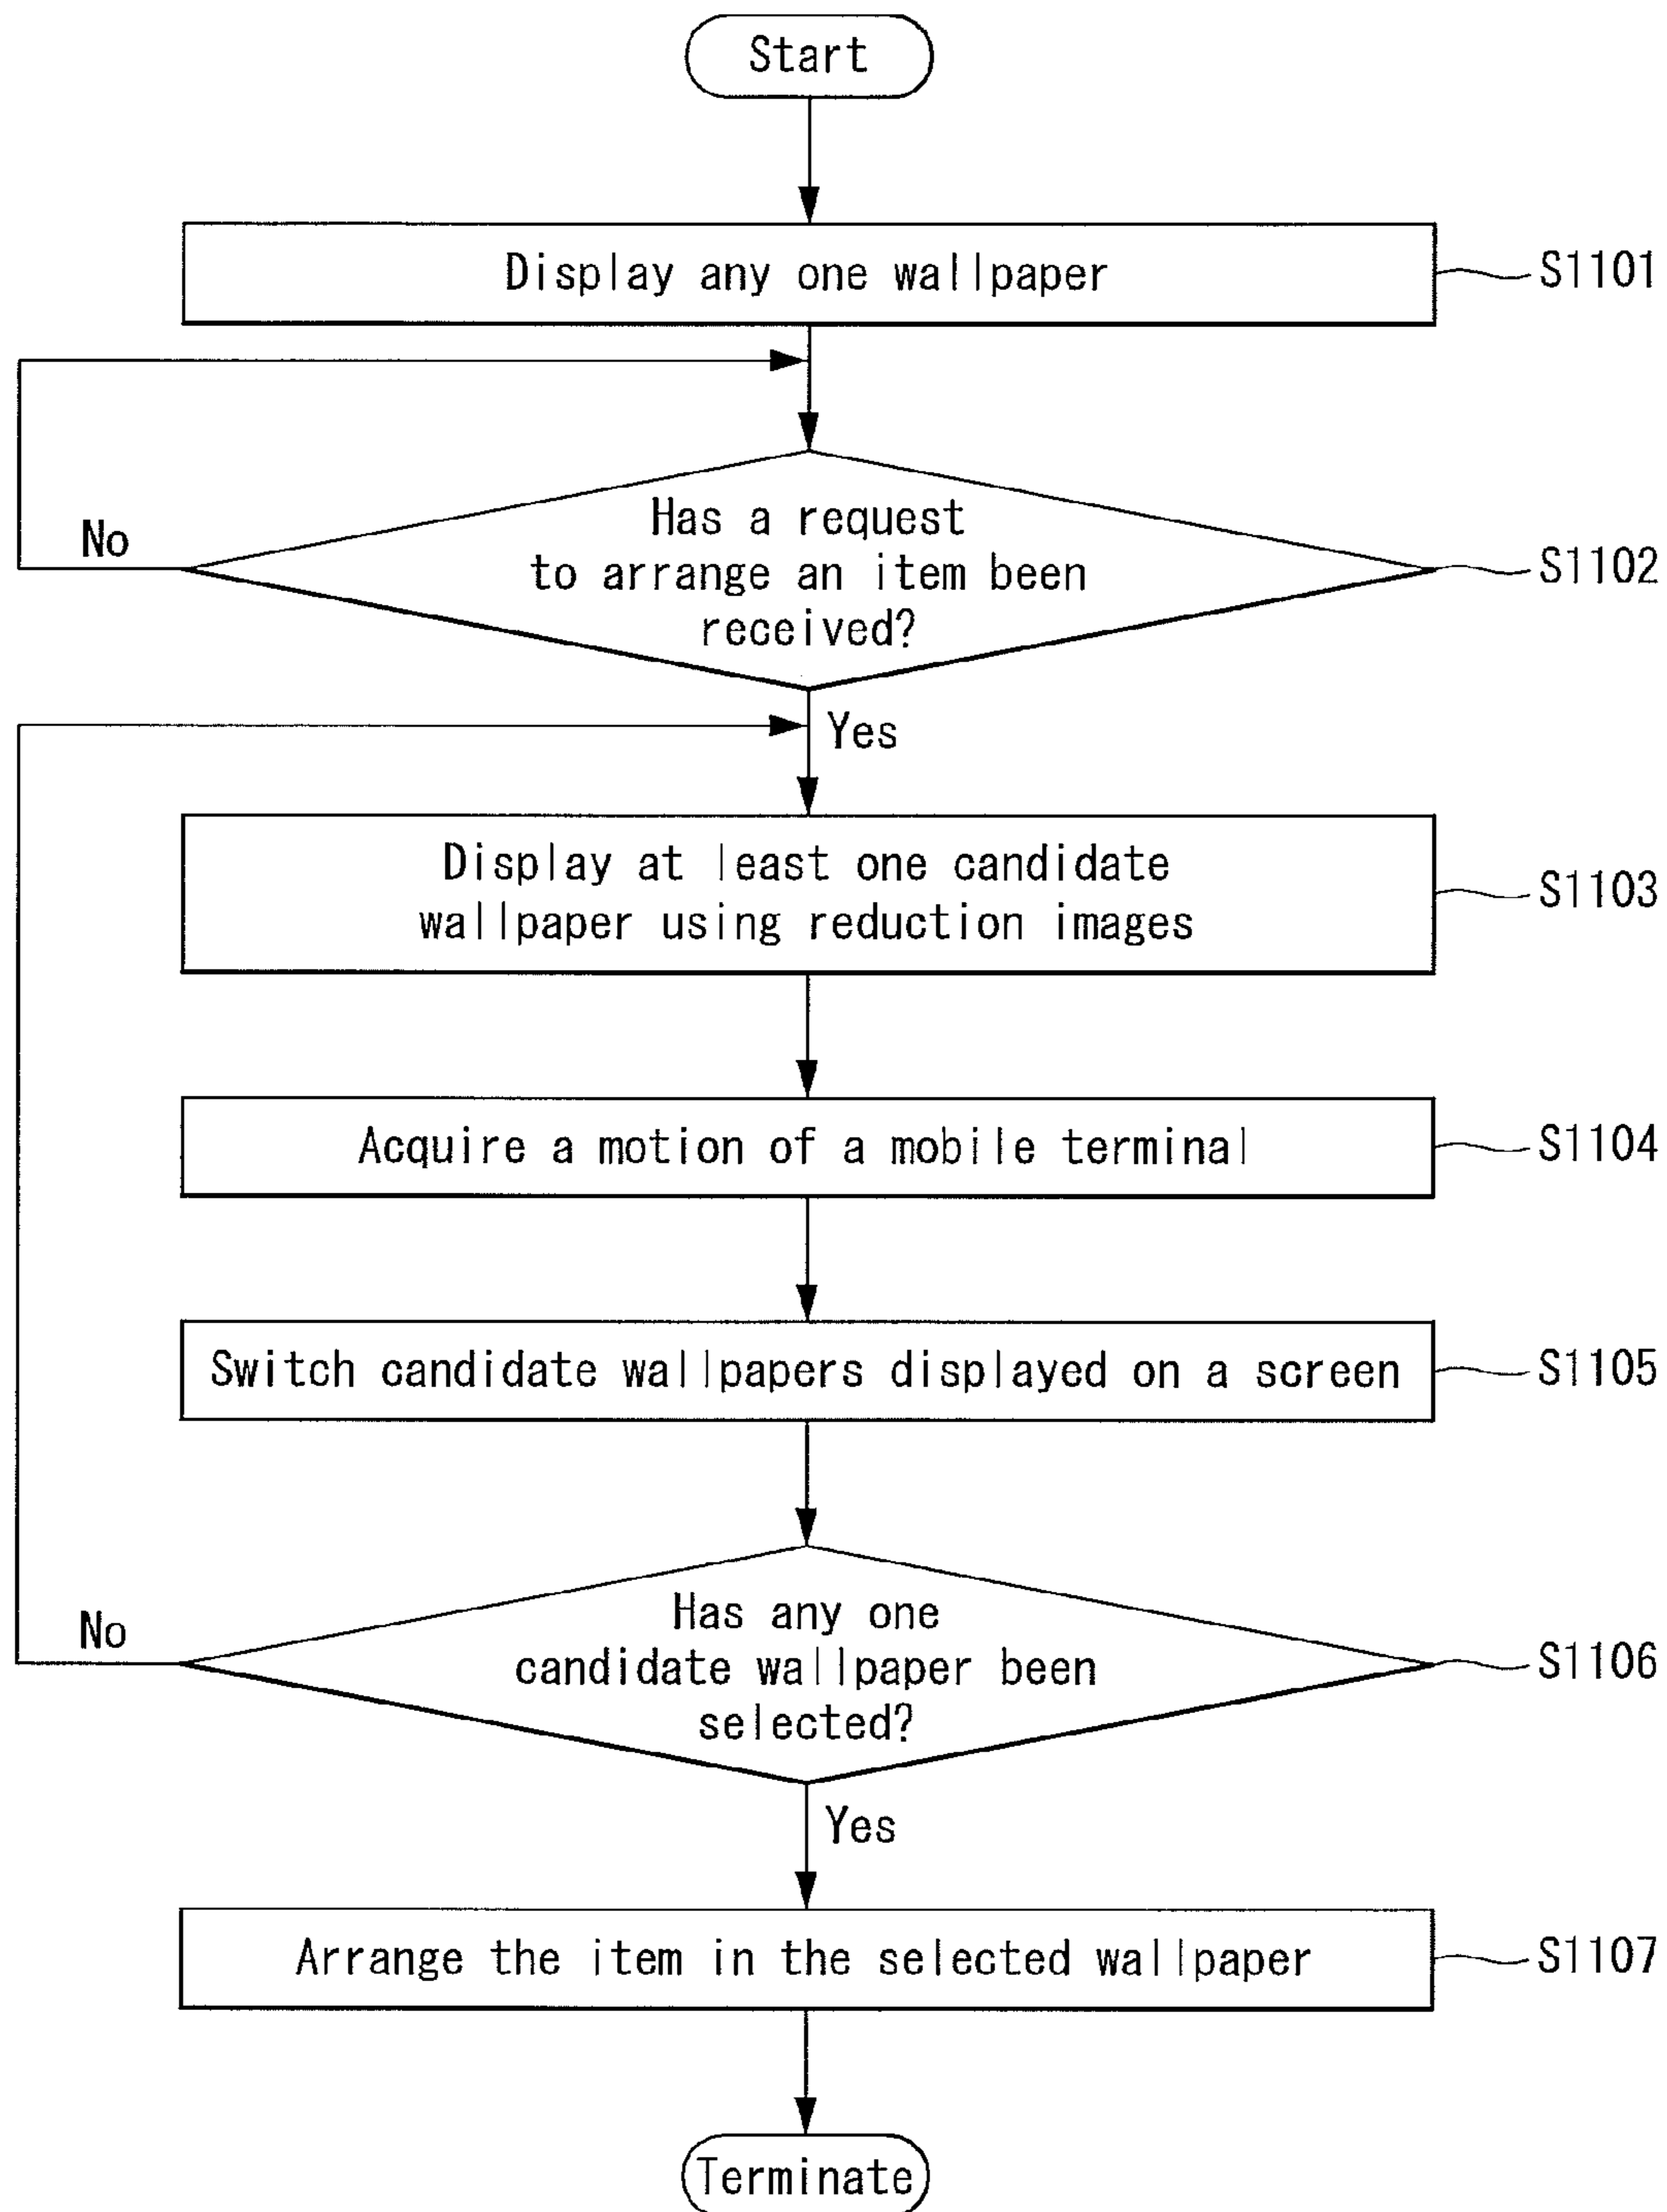 Start
Display any one wallpaper
S1101
Has a request
to arrange an item been
received?
S1102
No
Yes
Display at least one candidate
wallpaper using reduction images
S1103
Acquire a motion of a mobile terminal
S1104
Switch candidate wallpapers displayed on a screen
S1105
Has any one
candidate wallpaper been
selected?
S1106
No
Yes
Arrange the item in the selected wallpaper
S1107
Terminate